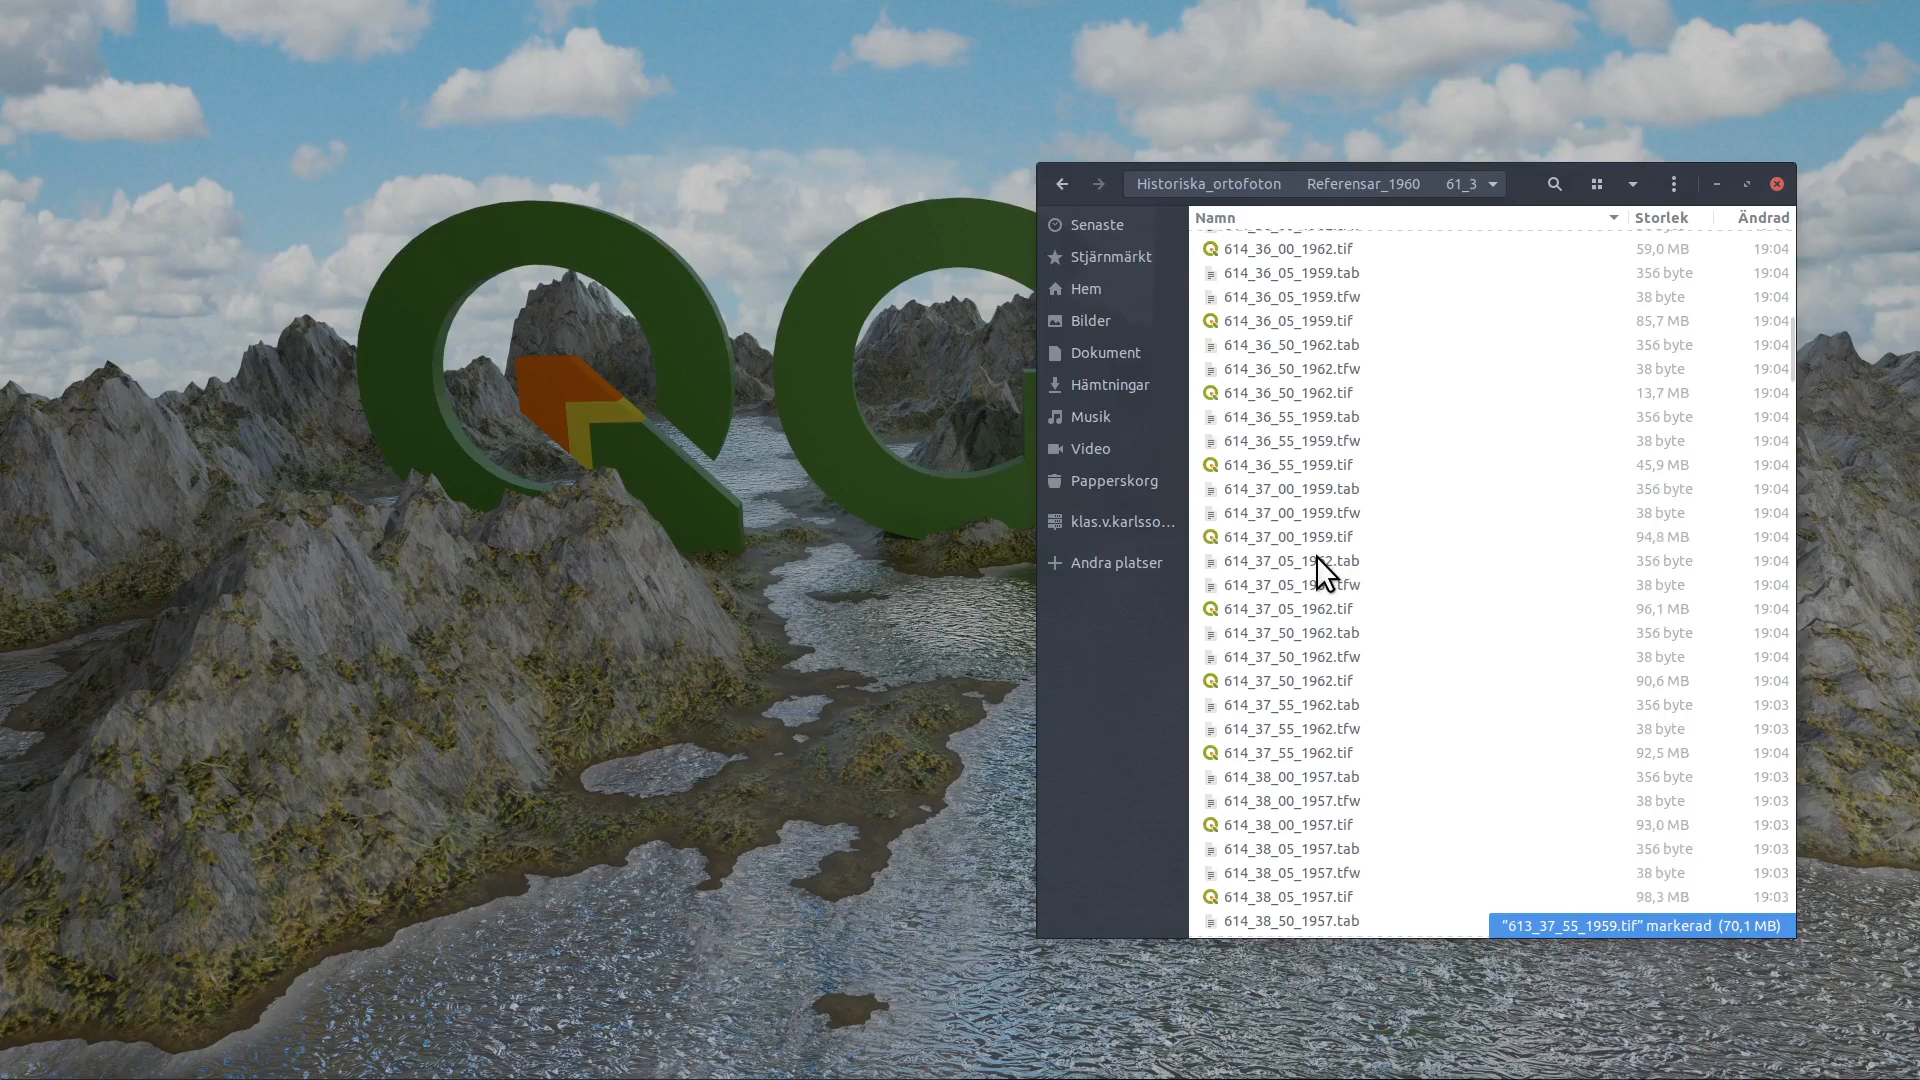 QG
Historiska_ortofoton Referensar_1960 61_3
Senaste
Stjärnmärkt
Hem
Bilder
Dokument
Hämtningar
Musik
Video
Papperskorg
klas.v.karlsso…
Andra platser
Namn Storlek Ändrad
614_36_00_1962.tif 59,0 MB 19:04
614_36_05_1959.tab 356 byte 19:04
614_36_05_1959.tfw 38 byte 19:04
614_36_05_1959.tif 85,7 MB 19:04
614_36_50_1962.tab 356 byte 19:04
614_36_50_1962.tfw 38 byte 19:04
614_36_50_1962.tif 13,7 MB 19:04
614_36_55_1959.tab 356 byte 19:04
614_36_55_1959.tfw 38 byte 19:04
614_36_55_1959.tif 45,9 MB 19:04
614_37_00_1959.tab 356 byte 19:04
614_37_00_1959.tfw 38 byte 19:04
614_37_00_1959.tif 94,8 MB 19:04
614_37_05_1962.tab 356 byte 19:04
614_37_05_1962.tfw 38 byte 19:04
614_37_05_1962.tif 96,1 MB 19:04
614_37_50_1962.tab 356 byte 19:04
614_37_50_1962.tfw 38 byte 19:04
614_37_50_1962.tif 90,6 MB 19:04
614_37_55_1962.tab 356 byte 19:04
614_37_55_1962.tfw 38 byte 19:03
614_37_55_1962.tif 92,5 MB 19:04
614_38_00_1957.tab 356 byte 19:03
614_38_00_1957.tfw 38 byte 19:03
614_38_00_1957.tif 93,0 MB 19:03
614_38_05_1957.tab 356 byte 19:03
614_38_05_1957.tfw 38 byte 19:03
614_38_05_1957.tif 98,3 MB 19:03
614_38_50_1957.tab
”613_37_55_1959.tif” markerad (70,1 MB)